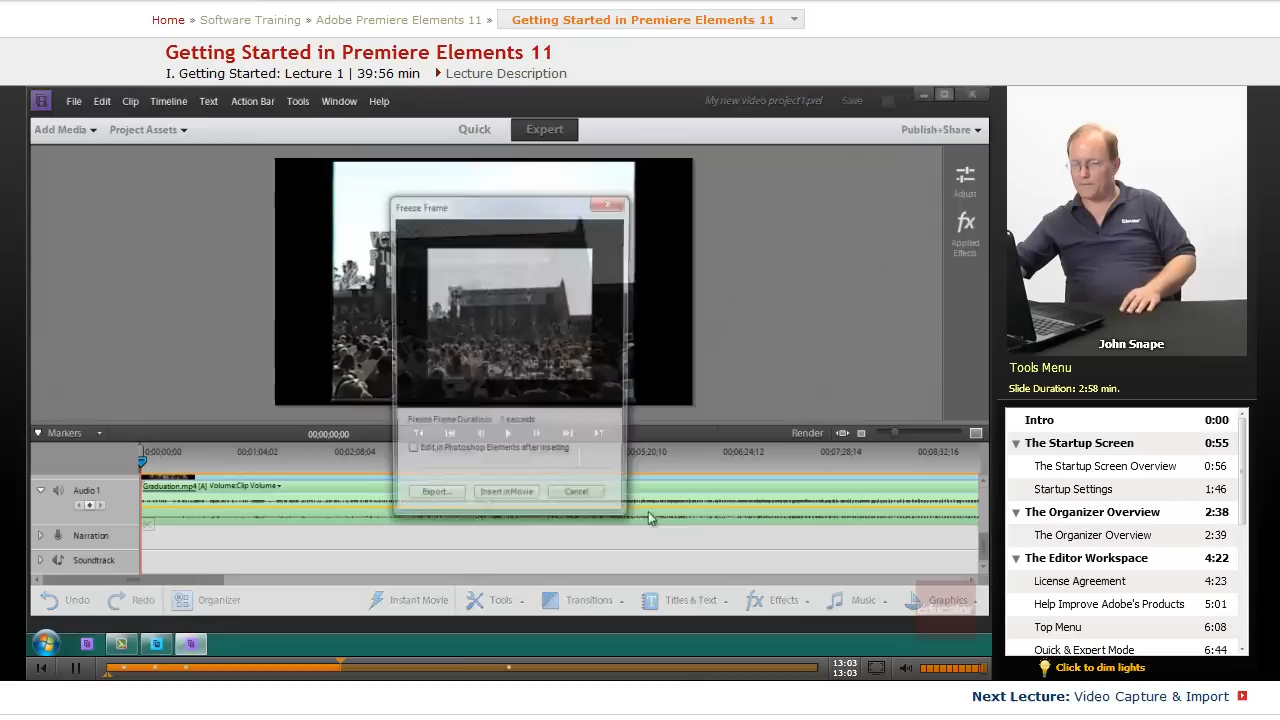 Home » Software Training » Adobe Premiere Elements 11 » Getting Started in Premiere Elements 11
Getting Started in Premiere Elements 11
I. Getting Started: Lecture 1 | 39:56 min Lecture Description
File Edit Clip Timeline Text Action Bar Tools Window Help My new video project1.prel Save
Add Media Project Assets Quick Expert Publish+Share
Adjust
fx
Applied Effects
Freeze Frame
Freeze Frame Duration: seconds
Edit in Photoshop Elements after inserting
Export... Insert in Movie Cancel
Markers 00;00;00;00 Render
00;00;00;00 00;01;04;02 00;02;08;04 00;05;20;10 00;06;24;12 00;07;28;14 00;08;32;16
Graduation.mp4 [A] Volume:Clip Volume
Audio 1
Narration
Soundtrack
Undo Redo Organizer Instant Movie Tools Transitions Titles & Text fx Effects Music Graphics
educator
John Snape
Tools Menu
Slide Duration: 2:58 min.
Intro 0:00
The Startup Screen 0:55
The Startup Screen Overview 0:56
Startup Settings 1:46
The Organizer Overview 2:38
The Organizer Overview 2:39
The Editor Workspace 4:22
License Agreement 4:23
Help Improve Adobe's Products 5:01
Top Menu 6:08
Quick & Expert Mode 6:44
13:03
13:03
Click to dim lights
Next Lecture: Video Capture & Import